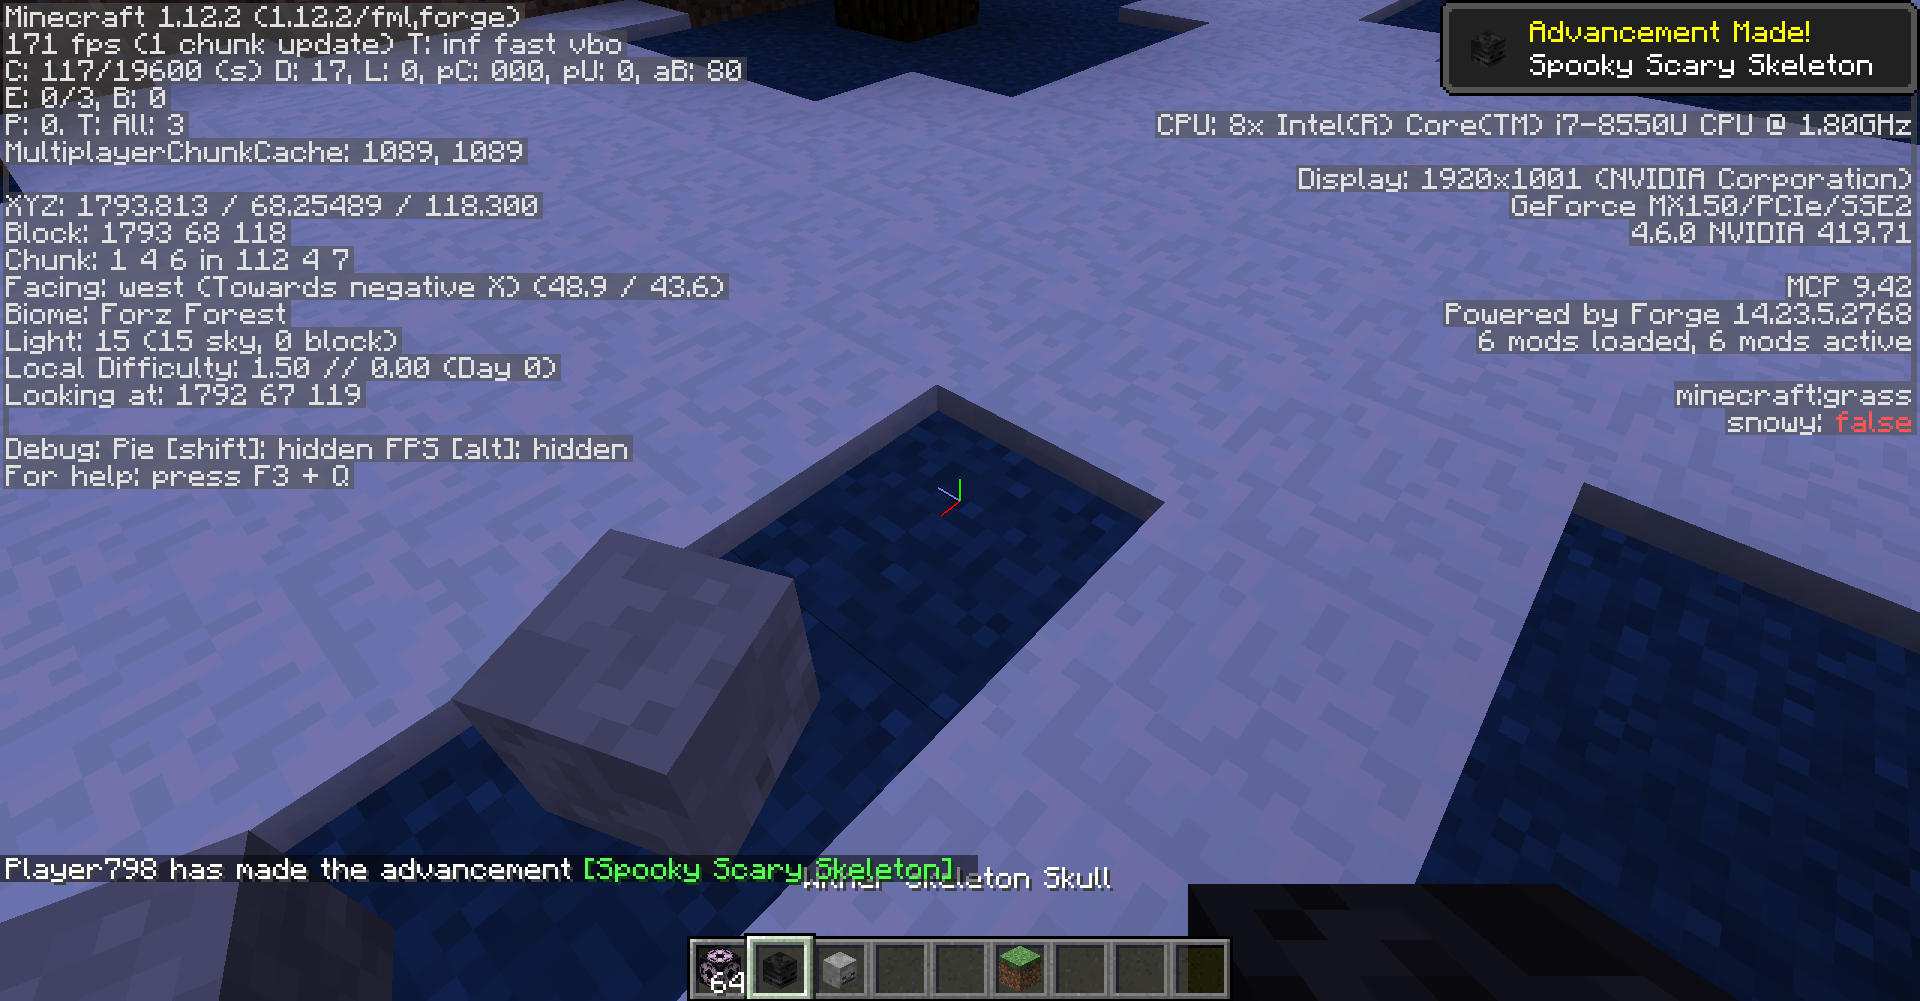 Minecraft 1.12.2 (1.12.2/fml,forge)
171 fps (1 chunk update) T: inf fast vbo
C: 117/19600 (s) D: 17, L: 0, pC: 000, pU: 0, aB: 80
E: 0/3, B: 0
P: 0. T: All: 3
MultiplayerChunkCache: 1089, 1089
XYZ: 1793.813 / 68.25489 / 118.300
Block: 1793 68 118
Chunk: 1 4 6 in 112 4 7
Facing: west (Towards negative X) (48.9 / 43.6)
Biome: Forz Forest
Light: 15 (15 sky, 0 block)
Local Difficulty: 1.50 // 0.00 (Day 0)
Looking at: 1792 67 119
Debug: Pie [shift]: hidden FPS [alt]: hidden
For help: press F3 + Q
Advancement Made!
Spooky Scary Skeleton
CPU: 8x Intel(R) Core(TM) i7-8550U CPU @ 1.80GHz
Display: 1920x1001 (NVIDIA Corporation)
GeForce MX150/PCIe/SSE2
4.6.0 NVIDIA 419.71
MCP 9.42
Powered by Forge 14.23.5.2768
6 mods loaded, 6 mods active
minecraft:grass
snowy: false
Player798 has made the advancement [Spooky Scary Skeleton]
Wither Skeleton Skull
64